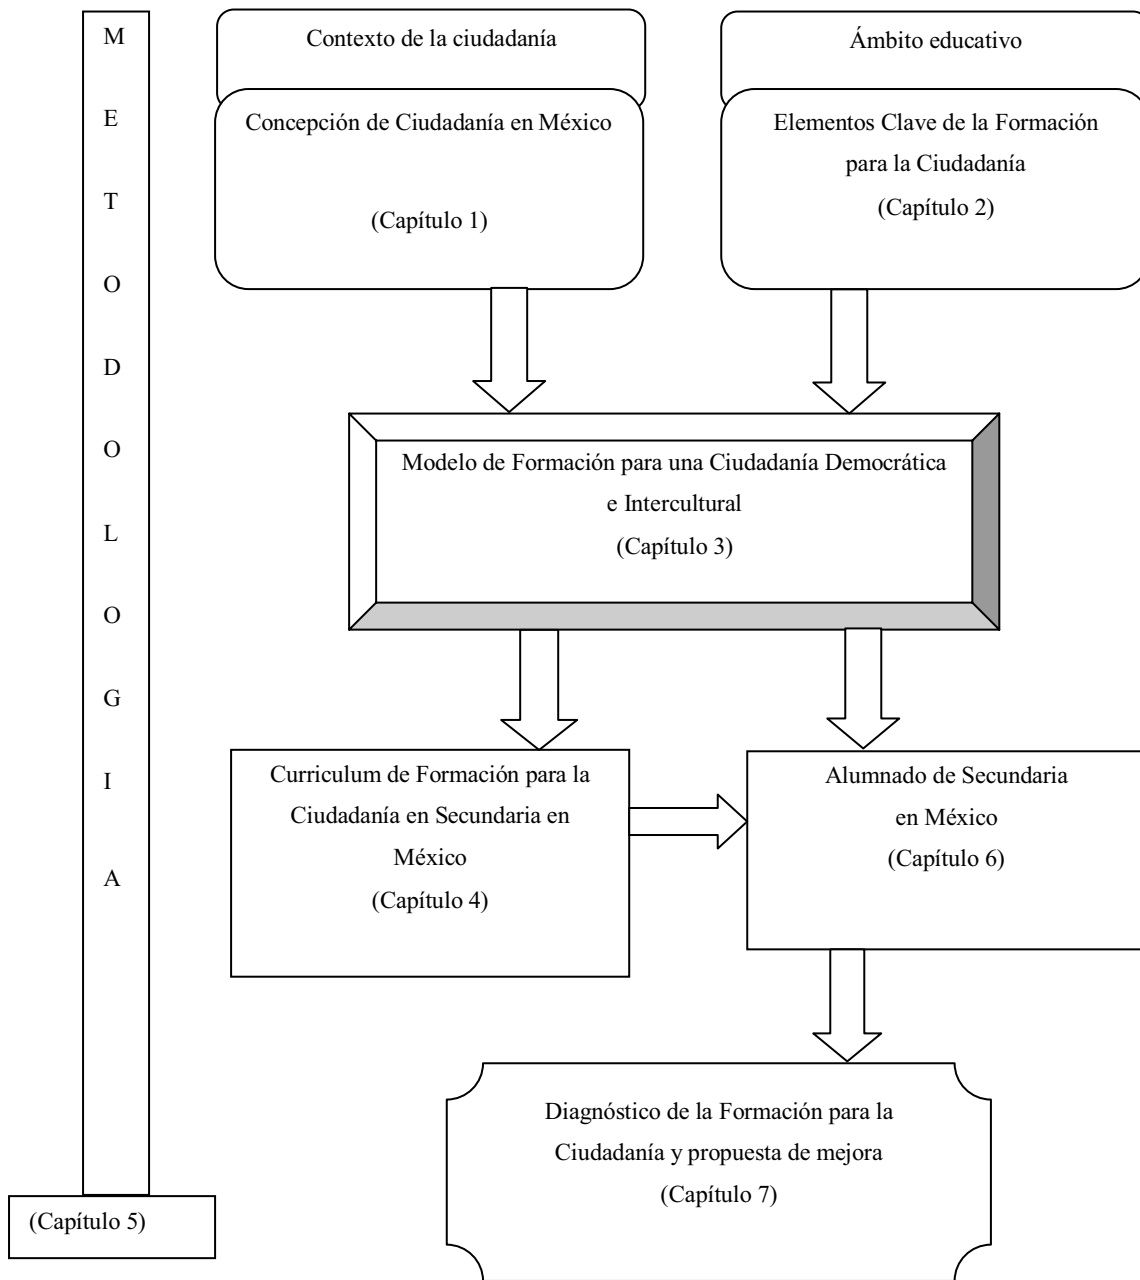 M
E
T
O
D
O
L
O
G
I
A
(Capítulo 5)
Contexto de la ciudadanía
Concepción de Ciudadanía en México
(Capítulo 1)
Ámbito educativo
Elementos Clave de la Formación
para la Ciudadanía
(Capítulo 2)
Modelo de Formación para una Ciudadanía Democrática
e Intercultural
(Capítulo 3)
Curriculum de Formación para la
Ciudadanía en Secundaria en
México
(Capítulo 4)
Alumnado de Secundaria
en México
(Capítulo 6)
Diagnóstico de la Formación para la
Ciudadanía y propuesta de mejora
(Capítulo 7)